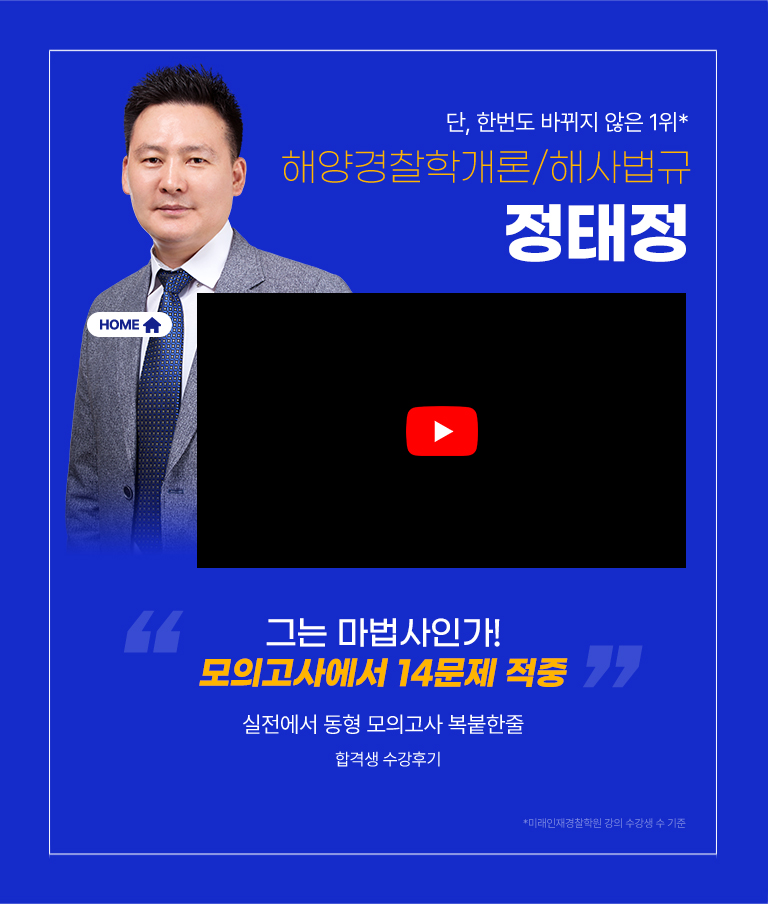 단, 한번도 바뀌지 않은 1위*
해양경찰학개론/해사법규
정태정
HOME
“ 그는 마법사인가!
모의고사에서 14문제 적중 ”
실전에서 동형 모의고사 복붙한줄
합격생 수강후기
*미래인재경찰학원 강의 수강생 수 기준